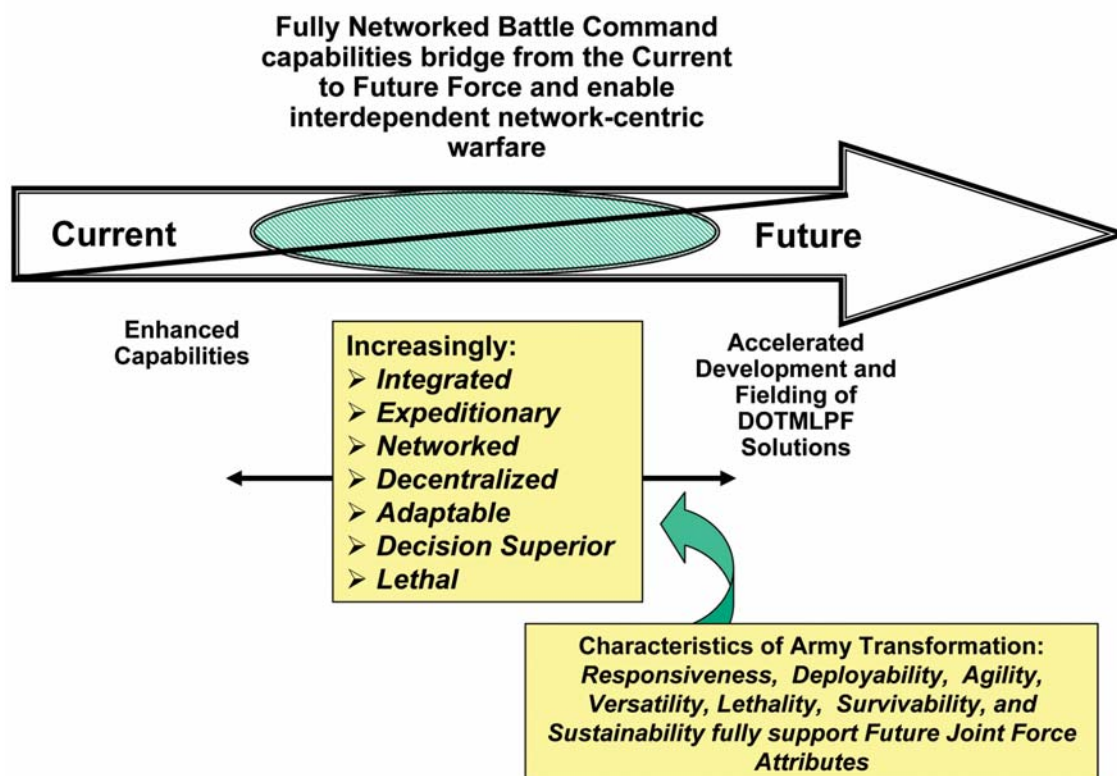 Fully Networked Battle Command
capabilities bridge from the Current
to Future Force and enable
interdependent network-centric
warfare
Current
Future
Enhanced
Capabilities
Increasingly:
➢ Integrated
➢ Expeditionary
➢ Networked
➢ Decentralized
➢ Adaptable
➢ Decision Superior
➢ Lethal
Accelerated
Development and
Fielding of
DOTMLPF
Solutions
Characteristics of Army Transformation:
Responsiveness, Deployability, Agility,
Versatility, Lethality, Survivability, and
Sustainability fully support Future Joint Force
Attributes